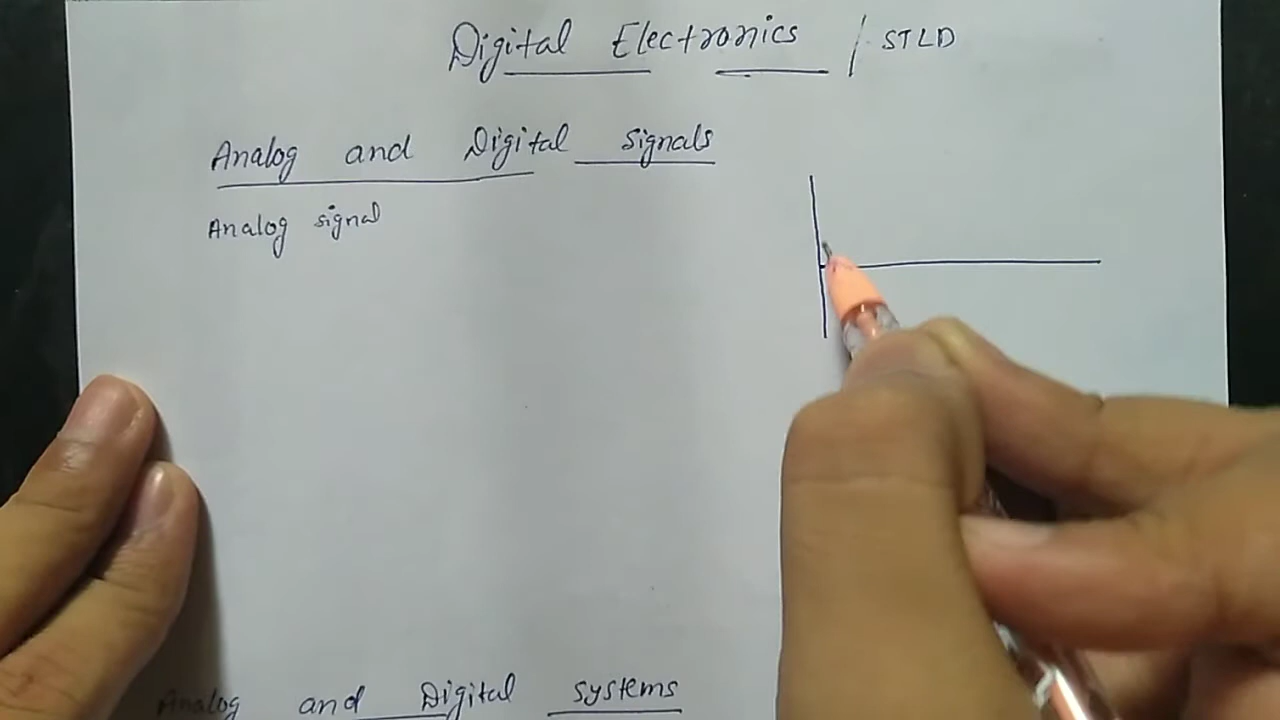 Digital Electronics / STLD
Analog and Digital signals
Analog signal
Analog and Digital systems